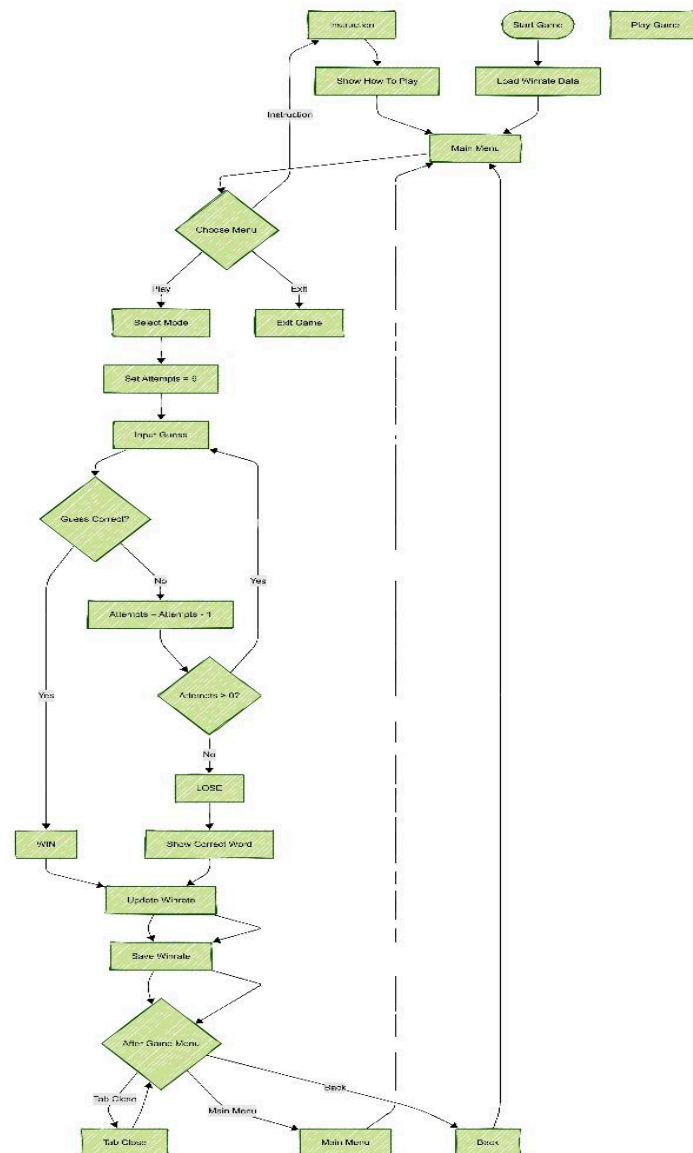 Instruction
Start Game
Play Game
Show How To Play
Load Winrate Data
Instruction
Main Menu
Choose Menu
Play
Exit
Select Mode
Exit Game
Set Attempts = 6
Input Guess
Guess Correct?
No
Yes
Attempts = Attempts - 1
Yes
Attempts > 0?
No
LOSE
WIN
Show Correct Word
Update Winrate
Save Winrate
After Game Menu
Back
Tab Close
Main Menu
Tab Close
Main Menu
Back